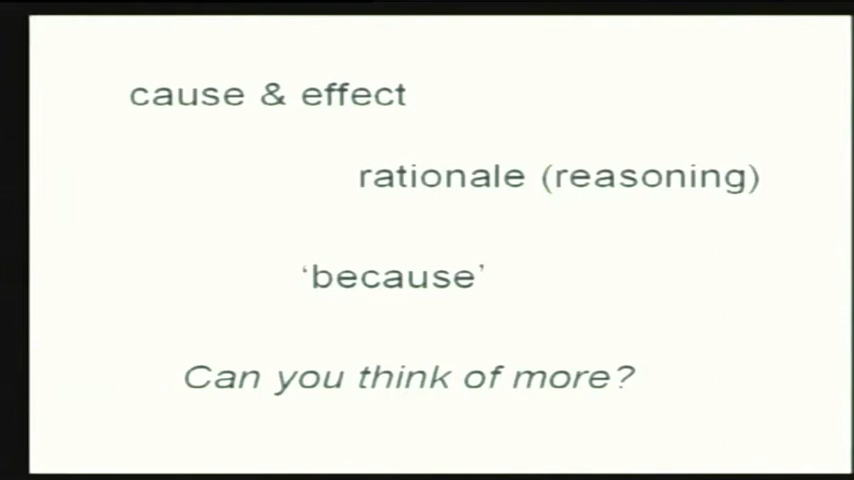 cause & effect
rationale (reasoning)
‘because’
Can you think of more?